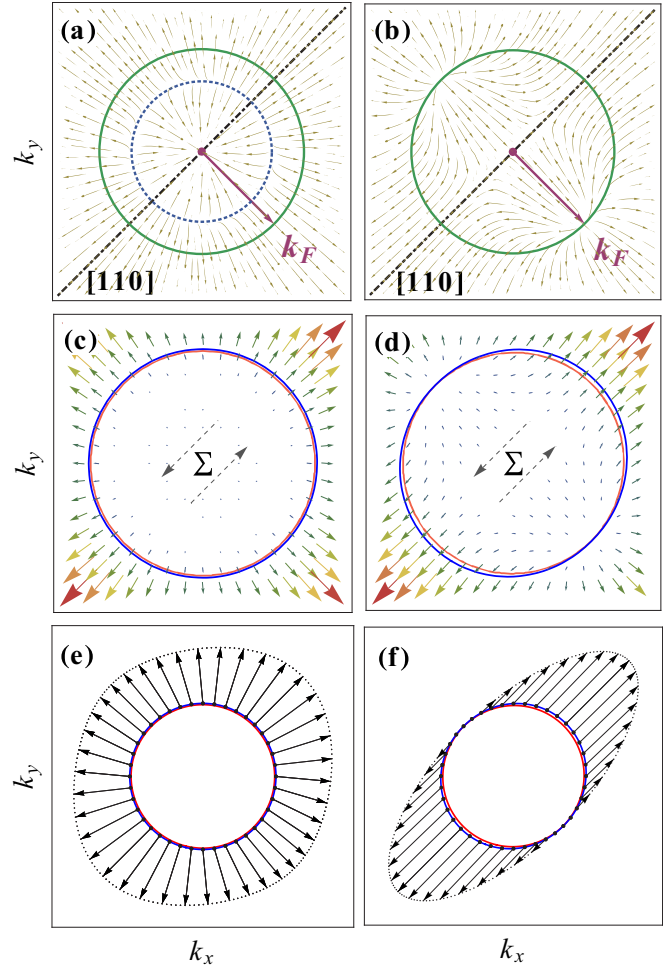 (a)
(b)
k_y
k_F
k_F
[110]
[110]
(c)
(d)
k_y
Σ
Σ
(e)
(f)
k_y
k_x
k_x